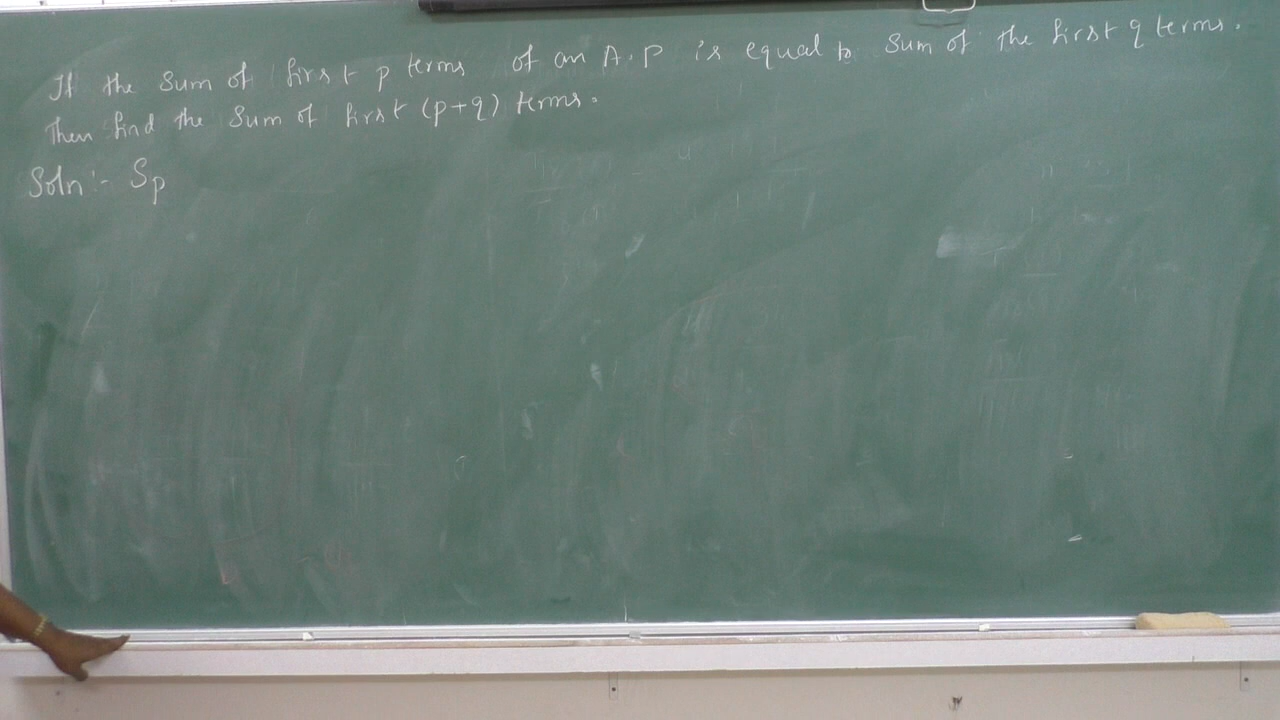 If the sum of first p terms of an A.P is equal to sum of the first q terms.
Then find the sum of first (p+q) terms.
Soln:- Sp